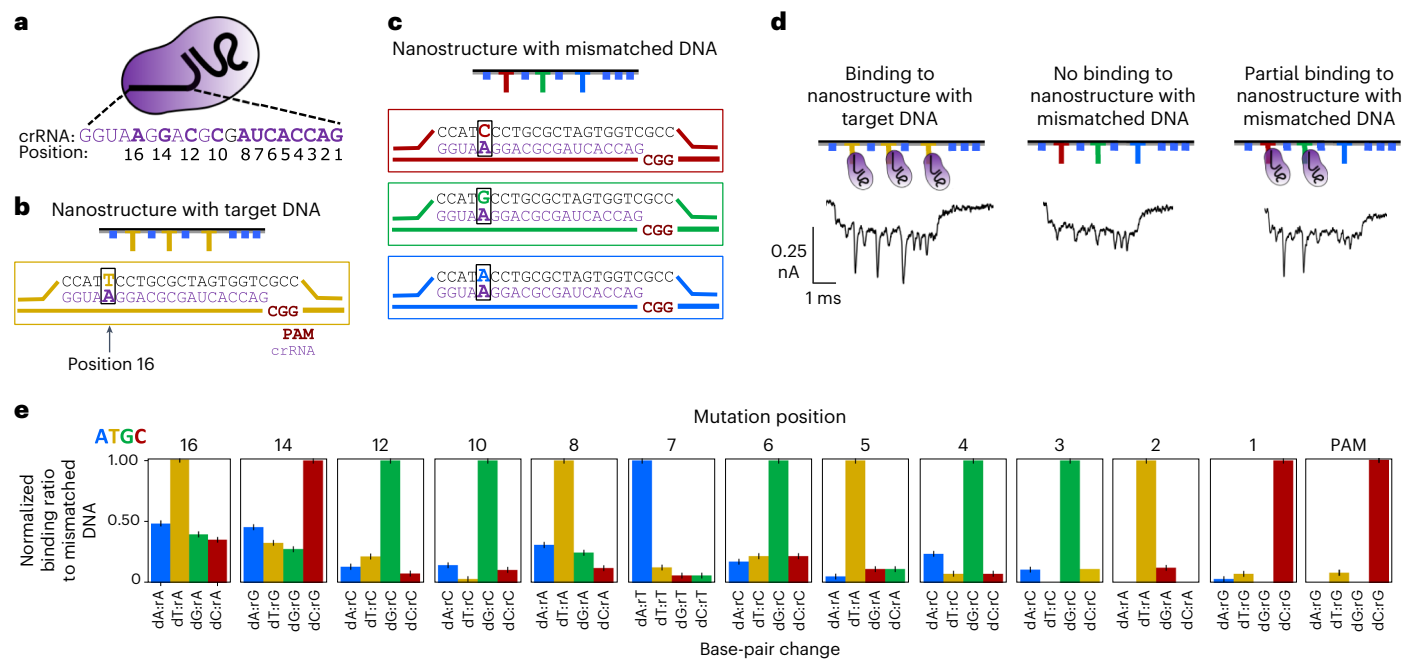 a
crRNA: GGUAAGGACGCGAUCACCAG
Position: 16 14 12 10 8 7 6 5 4 3 2 1
b
Nanostructure with target DNA
CCATTCCTGCGCTAGTGGTCGCC
GGUAAGGACGCGAUCACCAG
CGG
PAM
crRNA
Position 16
c
Nanostructure with mismatched DNA
CCATCCCTGCGCTAGTGGTCGCC
GGUAAGGACGCGAUCACCAG
CGG
CCATGCCTGCGCTAGTGGTCGCC
GGUAAGGACGCGAUCACCAG
CGG
CCATACCTGCGCTAGTGGTCGCC
GGUAAGGACGCGAUCACCAG
CGG
d
Binding to
nanostructure with
target DNA
No binding to
nanostructure with
mismatched DNA
Partial binding to
nanostructure with
mismatched DNA
0.25
nA
1 ms
e
Mutation position
ATGC
16 14 12 10 8 7 6 5 4 3 2 1 PAM
Normalized
binding ratio
to mismatched
DNA
1.00
0.50
0
dA:rA dT:rA dG:rA dC:rA
dA:rG dT:rG dG:rG dC:rG
dA:rC dT:rC dG:rC dC:rC
dA:rC dT:rC dG:rC dC:rC
dA:rA dT:rA dG:rA dC:rA
dA:rT dT:rT dG:rT dC:rT
dA:rC dT:rC dG:rC dC:rC
dA:rA dT:rA dG:rA dC:rA
dA:rC dT:rC dG:rC dC:rC
dA:rC dT:rC dG:rC dC:rC
dA:rA dT:rA dG:rA dC:rA
dA:rG dT:rG dG:rG dC:rG
dA:rG dT:rG dG:rG dC:rG
Base-pair change